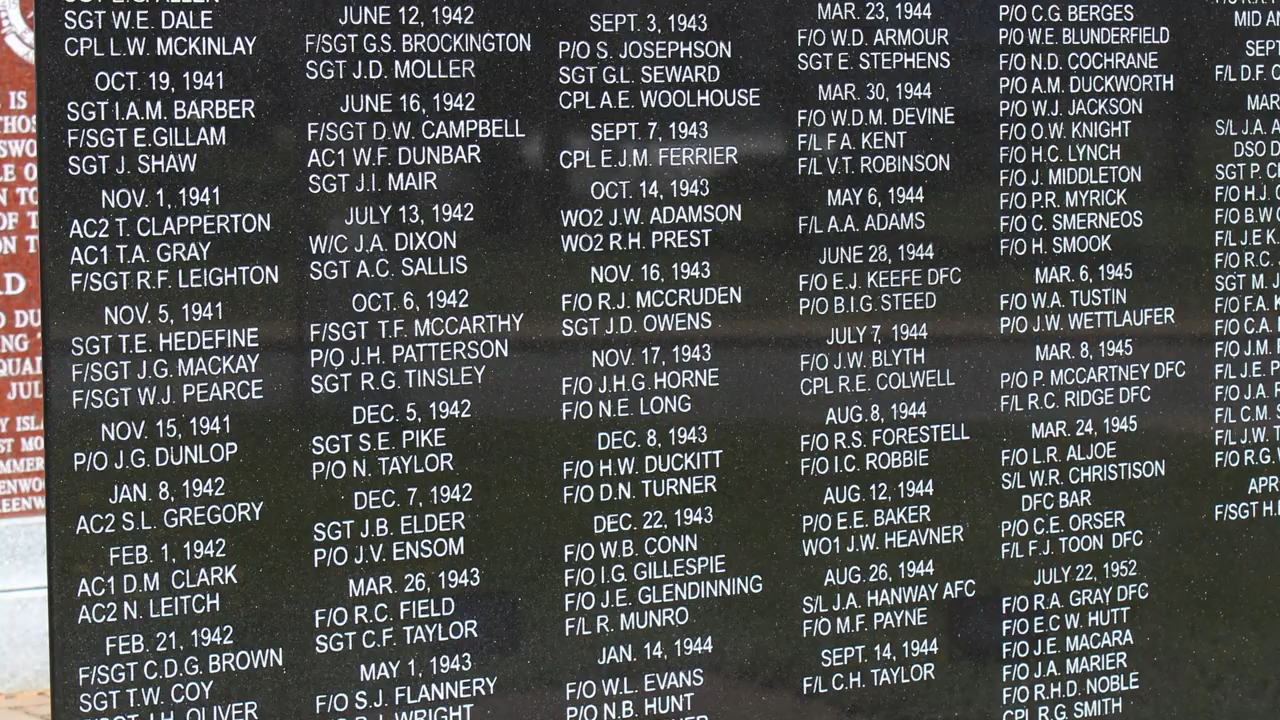 SGT W.E. DALE
CPL L.W. MCKINLAY
OCT. 19, 1941
SGT I.A.M. BARBER
F/SGT E.GILLAM
SGT J. SHAW
NOV. 1, 1941
AC2 T. CLAPPERTON
AC1 T.A. GRAY
F/SGT R.F. LEIGHTON
NOV. 5, 1941
SGT T.E. HEDEFINE
F/SGT J.G. MACKAY
F/SGT W.J. PEARCE
NOV. 15, 1941
P/O J.G. DUNLOP
JAN. 8, 1942
AC2 S.L. GREGORY
FEB. 1, 1942
AC1 D.M. CLARK
AC2 N. LEITCH
FEB. 21, 1942
F/SGT C.D.G. BROWN
SGT T.W. COY
J.H. OLIVER
JUNE 12, 1942
F/SGT G.S. BROCKINGTON
SGT J.D. MOLLER
JUNE 16, 1942
F/SGT D.W. CAMPBELL
AC1 W.F. DUNBAR
SGT J.I. MAIR
JULY 13, 1942
W/C J.A. DIXON
SGT A.C. SALLIS
OCT. 6, 1942
F/SGT T.F. MCCARTHY
P/O J.H. PATTERSON
SGT R.G. TINSLEY
DEC. 5, 1942
SGT S.E. PIKE
P/O N. TAYLOR
DEC. 7, 1942
SGT J.B. ELDER
P/O J.V. ENSOM
MAR. 26, 1943
F/O R.C. FIELD
SGT C.F. TAYLOR
MAY 1, 1943
F/O S.J. FLANNERY
WRIGHT
SEPT. 3, 1943
P/O S. JOSEPHSON
SGT G.L. SEWARD
CPL A.E. WOOLHOUSE
SEPT. 7, 1943
CPL E.J.M. FERRIER
OCT. 14, 1943
WO2 J.W. ADAMSON
WO2 R.H. PREST
NOV. 16, 1943
F/O R.J. MCCRUDEN
SGT J.D. OWENS
NOV. 17, 1943
F/O J.H.G. HORNE
F/O N.E. LONG
DEC. 8, 1943
F/O H.W. DUCKITT
F/O D.N. TURNER
DEC. 22, 1943
F/O W.B. CONN
F/O I.G. GILLESPIE
F/O J.E. GLENDINNING
F/L R. MUNRO
JAN. 14, 1944
F/O W.L. EVANS
P/O N.B. HUNT
MAR. 23, 1944
F/O W.D. ARMOUR
SGT E. STEPHENS
MAR. 30, 1944
F/O W.D.M. DEVINE
F/L F.A. KENT
F/L V.T. ROBINSON
MAY 6, 1944
F/L A.A. ADAMS
JUNE 28, 1944
F/O E.J. KEEFE DFC
P/O B.I.G. STEED
JULY 7, 1944
F/O J.W. BLYTH
CPL R.E. COLWELL
AUG. 8, 1944
F/O R.S. FORESTELL
F/O I.C. ROBBIE
AUG. 12, 1944
P/O E.E. BAKER
WO1 J.W. HEAVNER
AUG. 26, 1944
S/L J.A. HANWAY AFC
F/O M.F. PAYNE
SEPT. 14, 1944
F/L C.H. TAYLOR
P/O C.G. BERGES
P/O W.E. BLUNDERFIELD
F/O N.D. COCHRANE
P/O A.M. DUCKWORTH
P/O W.J. JACKSON
F/O O.W. KNIGHT
F/O H.C. LYNCH
F/O J. MIDDLETON
F/O P.R. MYRICK
F/O C. SMERNEOS
F/O H. SMOOK
MAR. 6, 1945
F/O W.A. TUSTIN
P/O J.W. WETTLAUFER
MAR. 8, 1945
P/O P. MCCARTNEY DFC
F/L R.C. RIDGE DFC
MAR. 24, 1945
F/O L.R. ALJOE
S/L W.R. CHRISTISON
DFC BAR
P/O C.E. ORSER
F/L F.J. TOON DFC
JULY 22, 1952
F/O R.A. GRAY DFC
F/O E.C W. HUTT
F/O J.E. MACARA
F/O J.A. MARIER
F/O R.H.D. NOBLE
CPL R.G. SMITH
MID
SEPT
F/L D.F.
MAR
S/L J.A.
DSO
SGT P.
F/O H.J.
F/O B.W
F/L J.E.K
F/O R.C.
SGT M.
F/O F.A.
F/O C.A.
F/O J.M.
F/L J.E.
F/O J.A.
F/L C.M.
F/L J.W.
F/O R.G.
APR
F/SGT H.